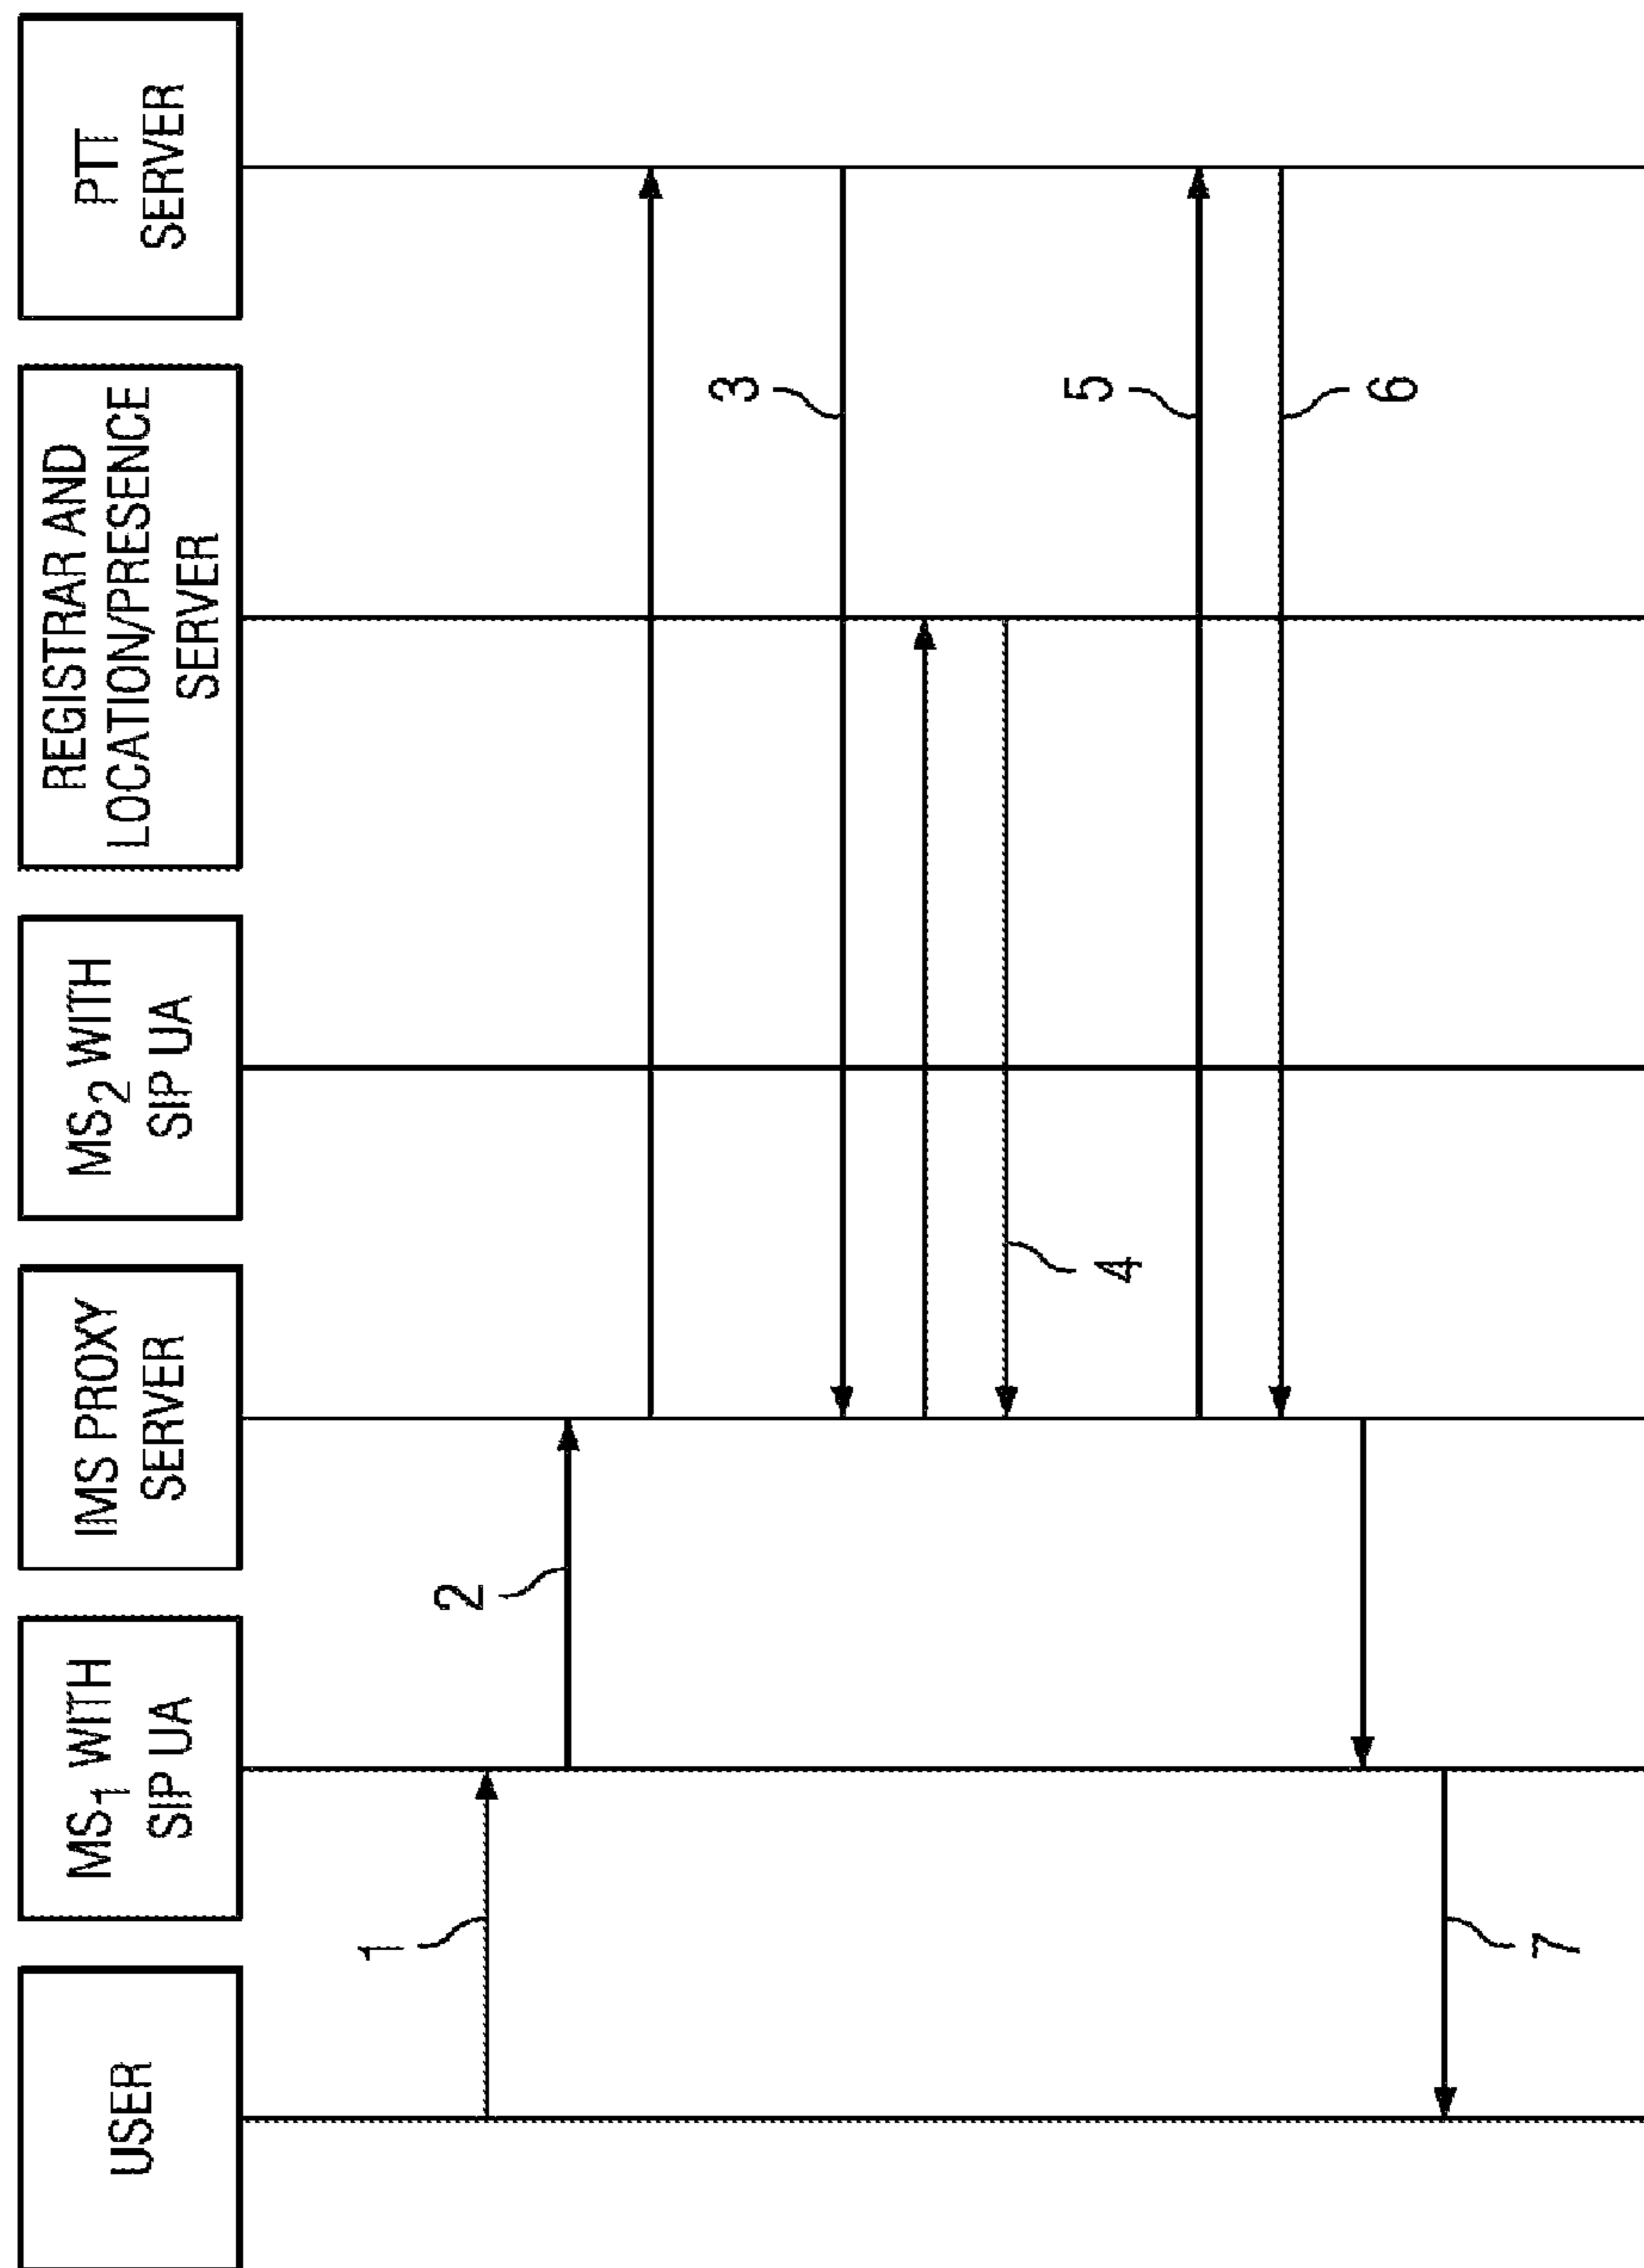 USER
MS1 WITH
SIP UA
IMS PROXY
SERVER
MS2 WITH
SIP UA
REGISTRAR AND
LOCATION/PRESENCE
SERVER
PTT
SERVER
1
2
3
4
5
6
7